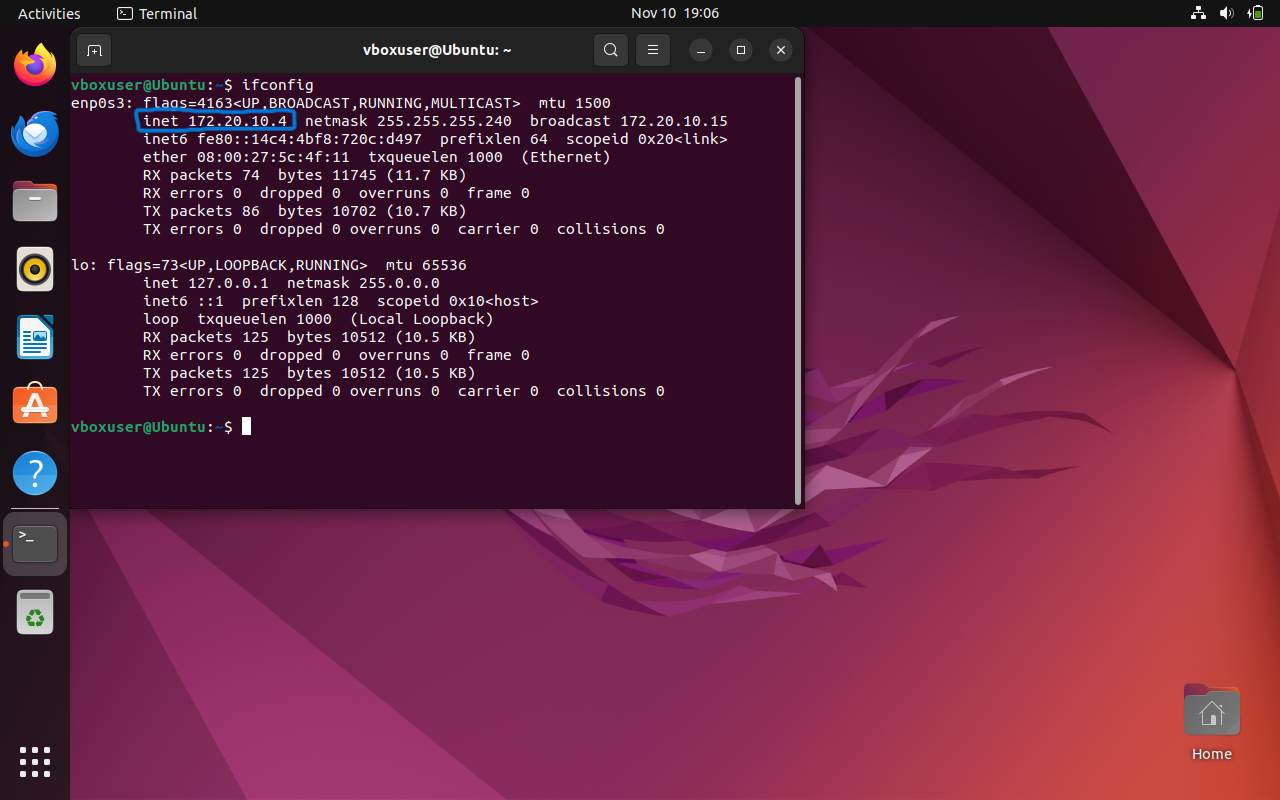 Activities
Terminal
Nov 10 19:06
vboxuser@Ubuntu: ~
vboxuser@Ubuntu:~$ ifconfig
enp0s3: flags=4163<UP,BROADCAST,RUNNING,MULTICAST>  mtu 1500
        inet 172.20.10.4  netmask 255.255.255.240  broadcast 172.20.10.15
        inet6 fe80::14c4:4bf8:720c:d497  prefixlen 64  scopeid 0x20<link>
        ether 08:00:27:5c:4f:11  txqueuelen 1000  (Ethernet)
        RX packets 74  bytes 11745 (11.7 KB)
        RX errors 0  dropped 0  overruns 0  frame 0
        TX packets 86  bytes 10702 (10.7 KB)
        TX errors 0  dropped 0 overruns 0  carrier 0  collisions 0
lo: flags=73<UP,LOOPBACK,RUNNING>  mtu 65536
        inet 127.0.0.1  netmask 255.0.0.0
        inet6 ::1  prefixlen 128  scopeid 0x10<host>
        loop  txqueuelen 1000  (Local Loopback)
        RX packets 125  bytes 10512 (10.5 KB)
        RX errors 0  dropped 0  overruns 0  frame 0
        TX packets 125  bytes 10512 (10.5 KB)
        TX errors 0  dropped 0 overruns 0  carrier 0  collisions 0
vboxuser@Ubuntu:~$
Home